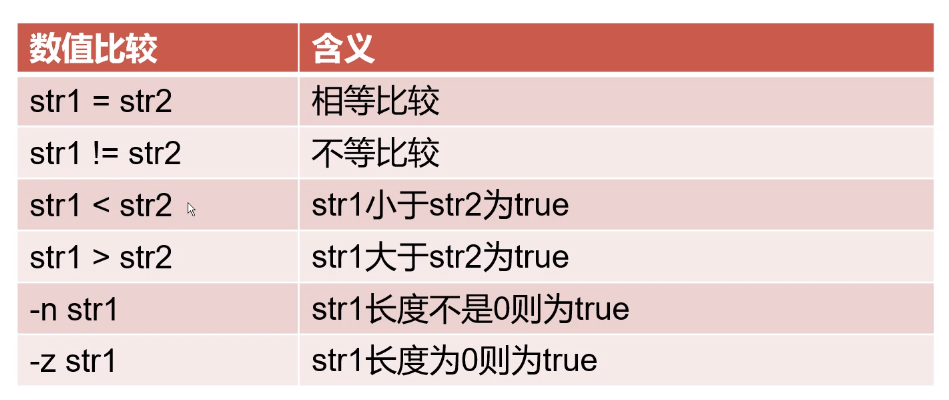 数值比较 含义
str1 = str2 相等比较
str1 != str2 不等比较
str1 < str2 str1小于str2为true
str1 > str2 str1大于str2为true
-n str1 str1长度不是0则为true
-z str1 str1长度为0则为true